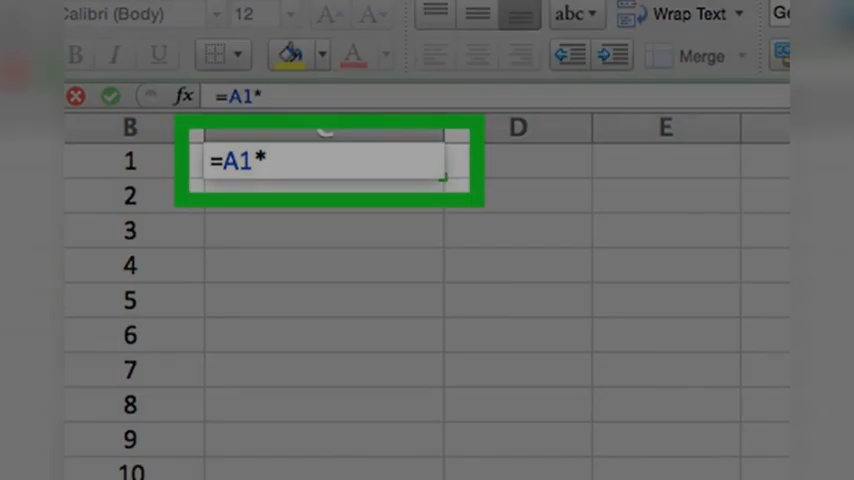 Calibri (Body) 12 A A abc Wrap Text
B I U A Merge
fx =A1*
B C D E
1 =A1*
2
3
4
5
6
7
8
9
10